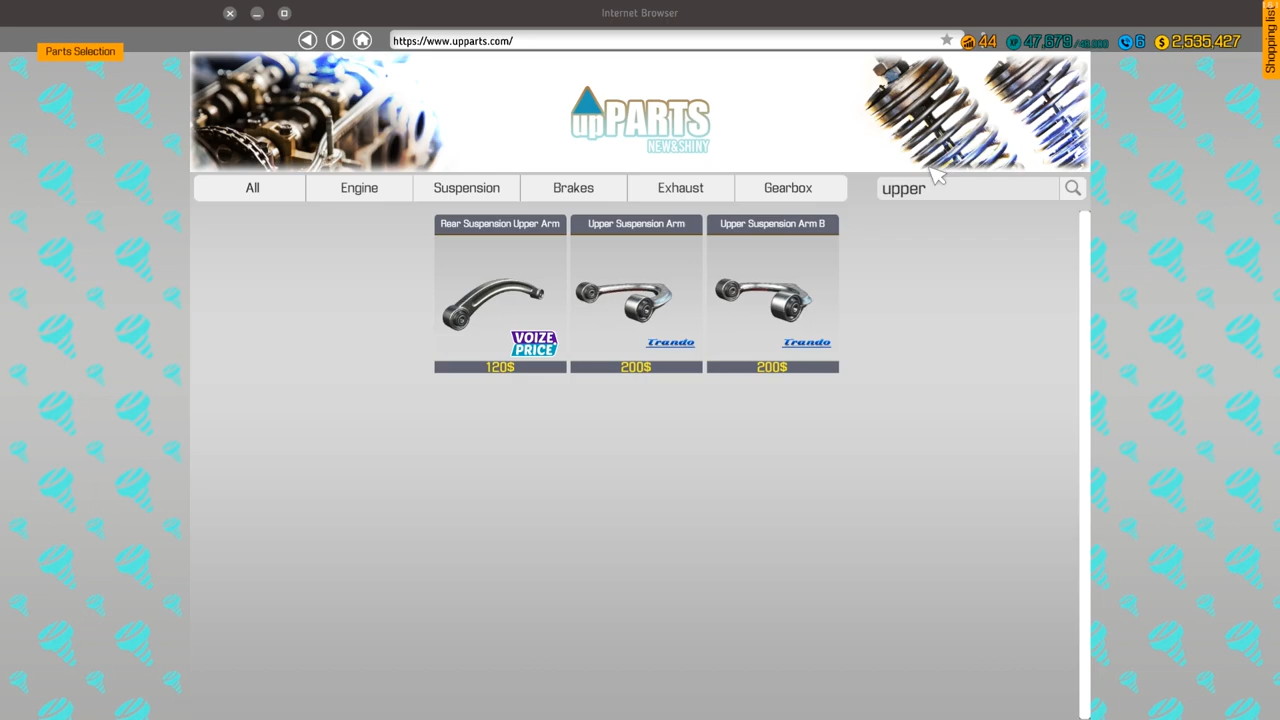 Internet Browser
Parts Selection
https://www.upparts.com/
44
47,679
6
2,535,427
Shopping list
upPARTS
NEW&SHINY
All
Engine
Suspension
Brakes
Exhaust
Gearbox
upper
Rear Suspension Upper Arm
Upper Suspension Arm
Upper Suspension Arm B
VOIZE
PRICE
Trando
Trando
120$
200$
200$